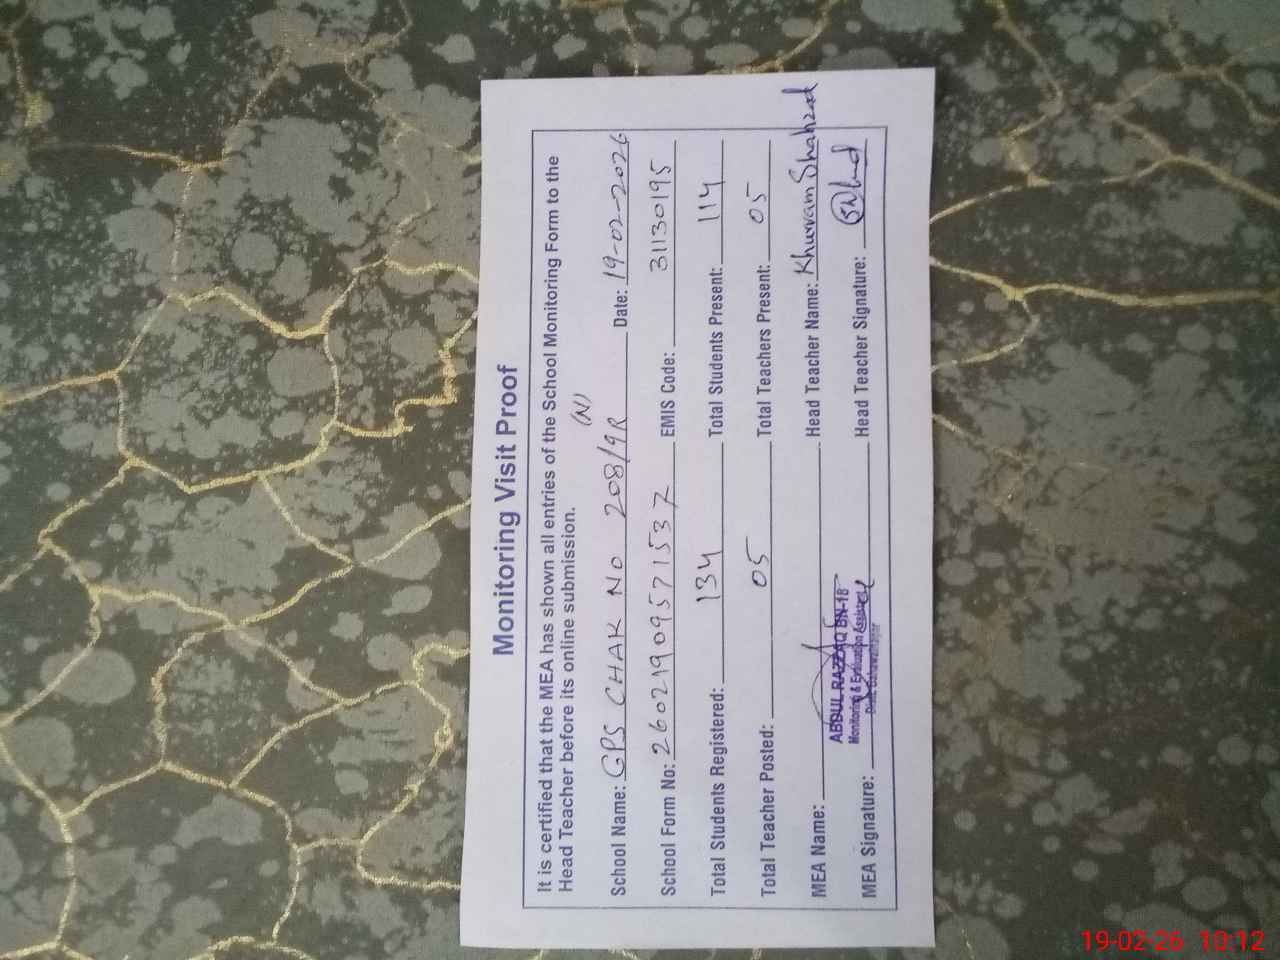 Monitoring Visit Proof
It is certified that the MEA has shown all entries of the School Monitoring Form to the
Head Teacher before its online submission.
School Name: GPS CHAK NO 208/9R (N) Date: 19-02-2026
School Form No: 26021909571537 EMIS Code: 31130195
Total Students Registered: 134 Total Students Present: 114
Total Teacher Posted: 05 Total Teachers Present: 05
MEA Name: Head Teacher Name: Khurram Shahzad
ABDUL RAZZAQ BN-18
Monitoring & Evaluation Assistant
MEA Signature: Head Teacher Signature:
19-02-26 10:12